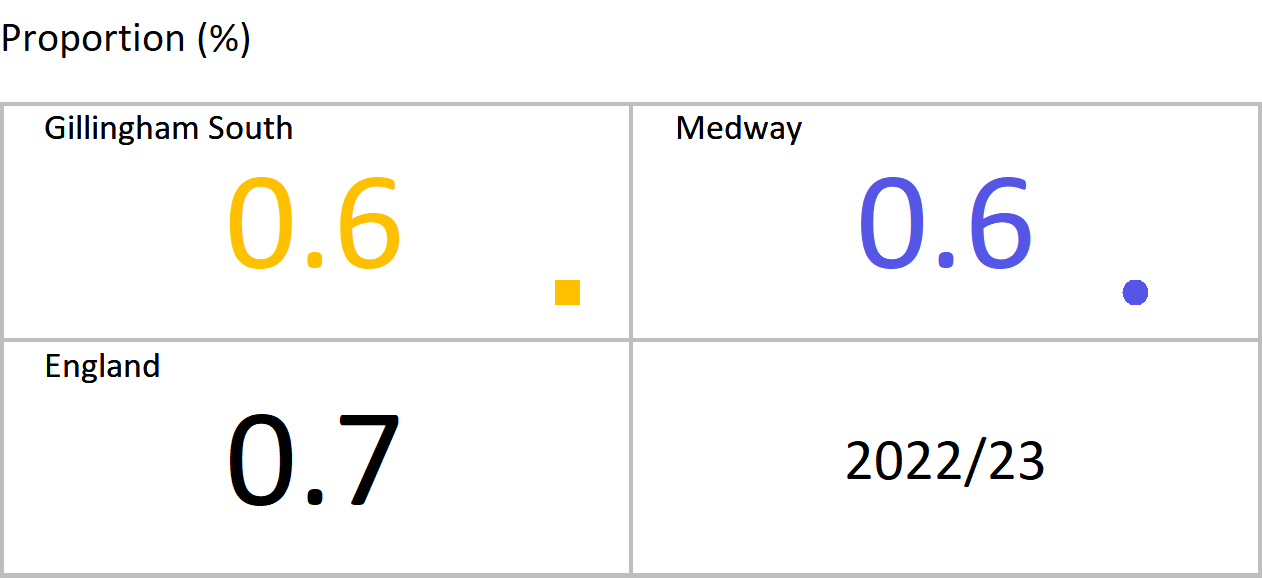 Proportion (%)
Gillingham South
0.6
Medway
0.6
England
0.7
2022/23